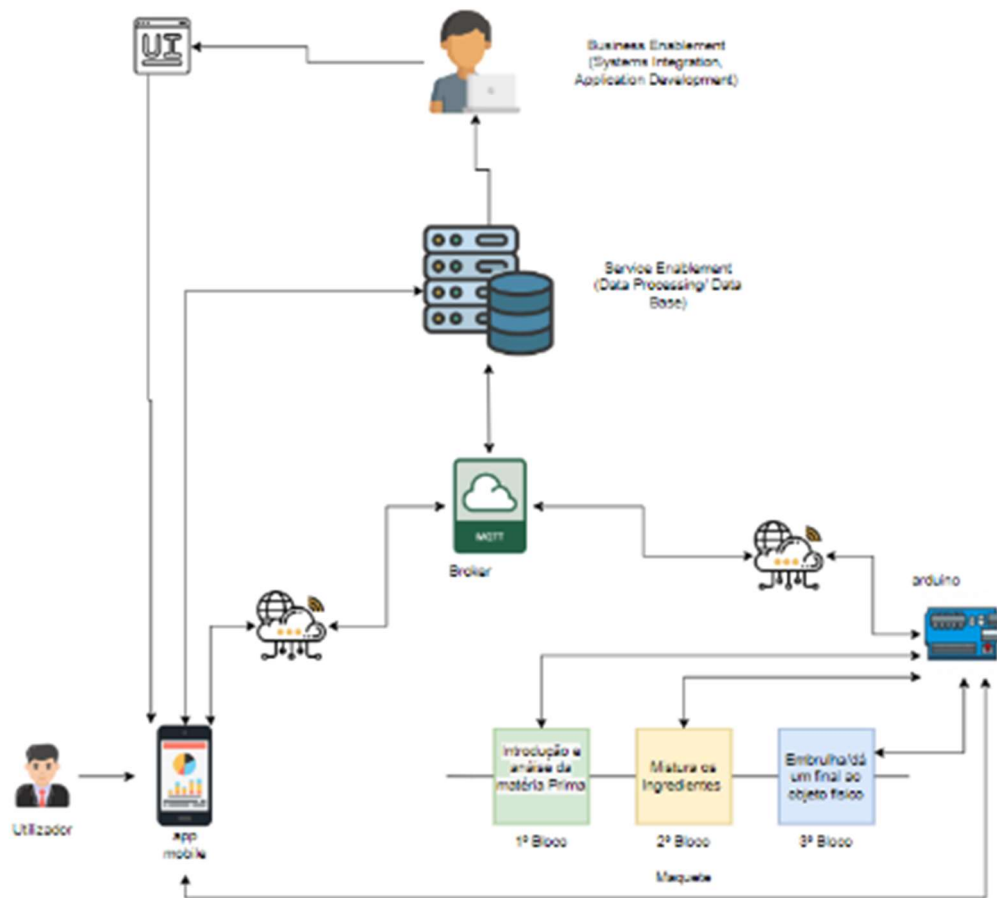 UI
Business Enablement
(Systems Integration,
Application Development)
Service Enablement
(Data Processing/ Data
Base)
MQTT
Broker
arduino
Introdução e
análise da
matéria Prima
Mistura os
Ingredientes
Embrulha/dá
um final ao
objeto físico
Utilizador
app
mobile
1º Bloco
2º Bloco
3º Bloco
Maquete